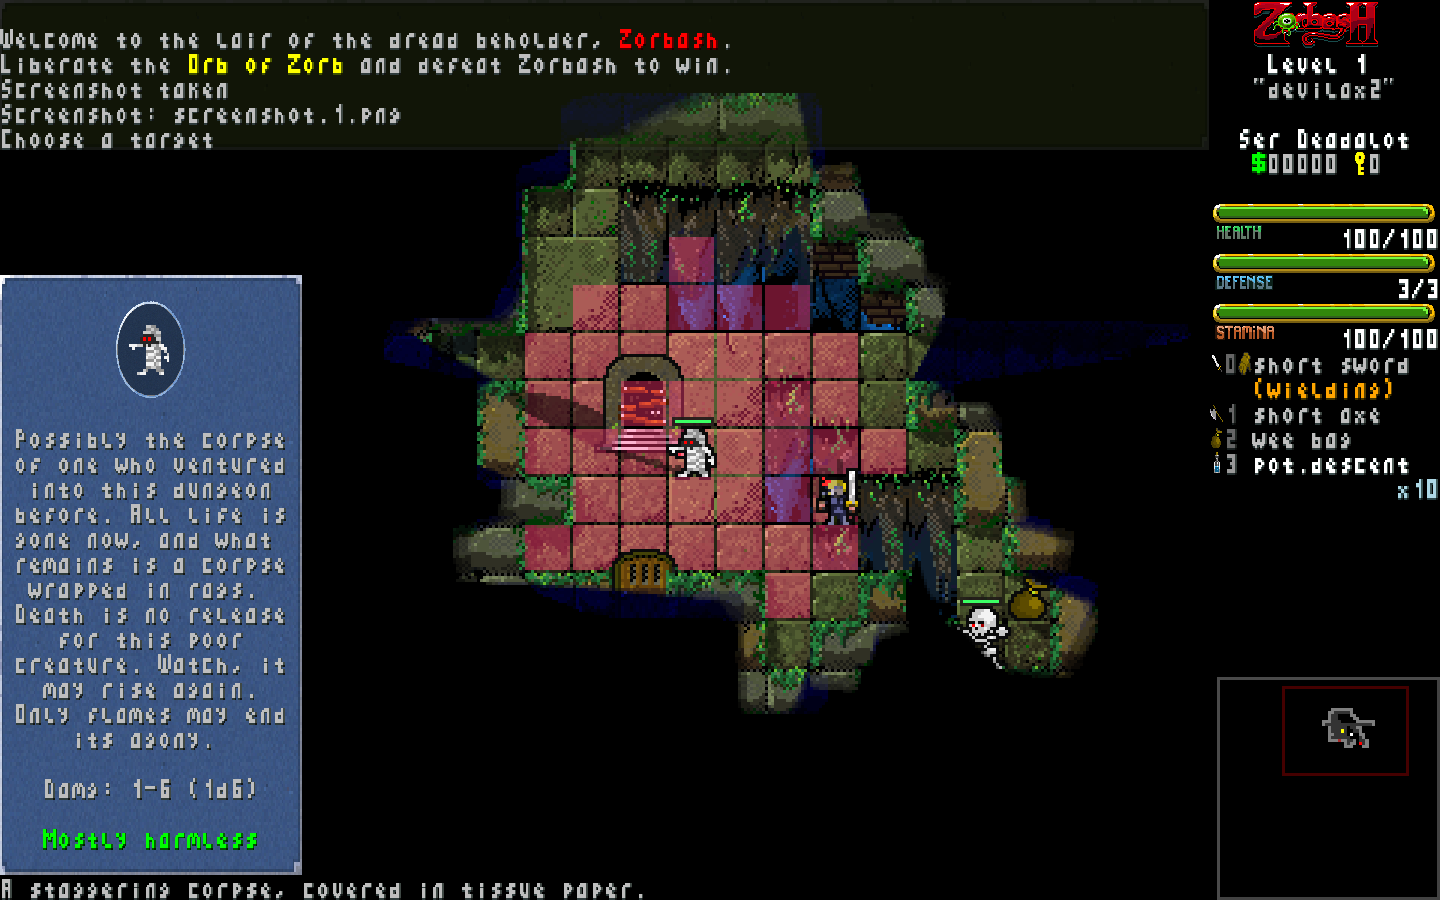 Welcome to the lair of the dread beholder, Zorbash.
Liberate the Orb of Zorb and defeat Zorbash to win.
Screenshot taken
Screenshot: screenshot.1.png
Choose a target
ZorbasH
Level 1
"devilax2"
Ser Deadalot
$00000 0
HEALTH
100/100
DEFENSE
3/3
STAMINA
100/100
0 short sword
(wielding)
1 short axe
2 wee bag
3 pot.descent
x10
Possibly the corpse
of one who ventured
into this dungeon
before. All life is
gone now, and what
remains is a corpse
wrapped in rags.
Death is no release
for this poor
creature. Watch, it
may rise again.
Only flames may end
its agony.
Damg: 1-6 (1d6)
Mostly harmless
A staggering corpse, covered in tissue paper.